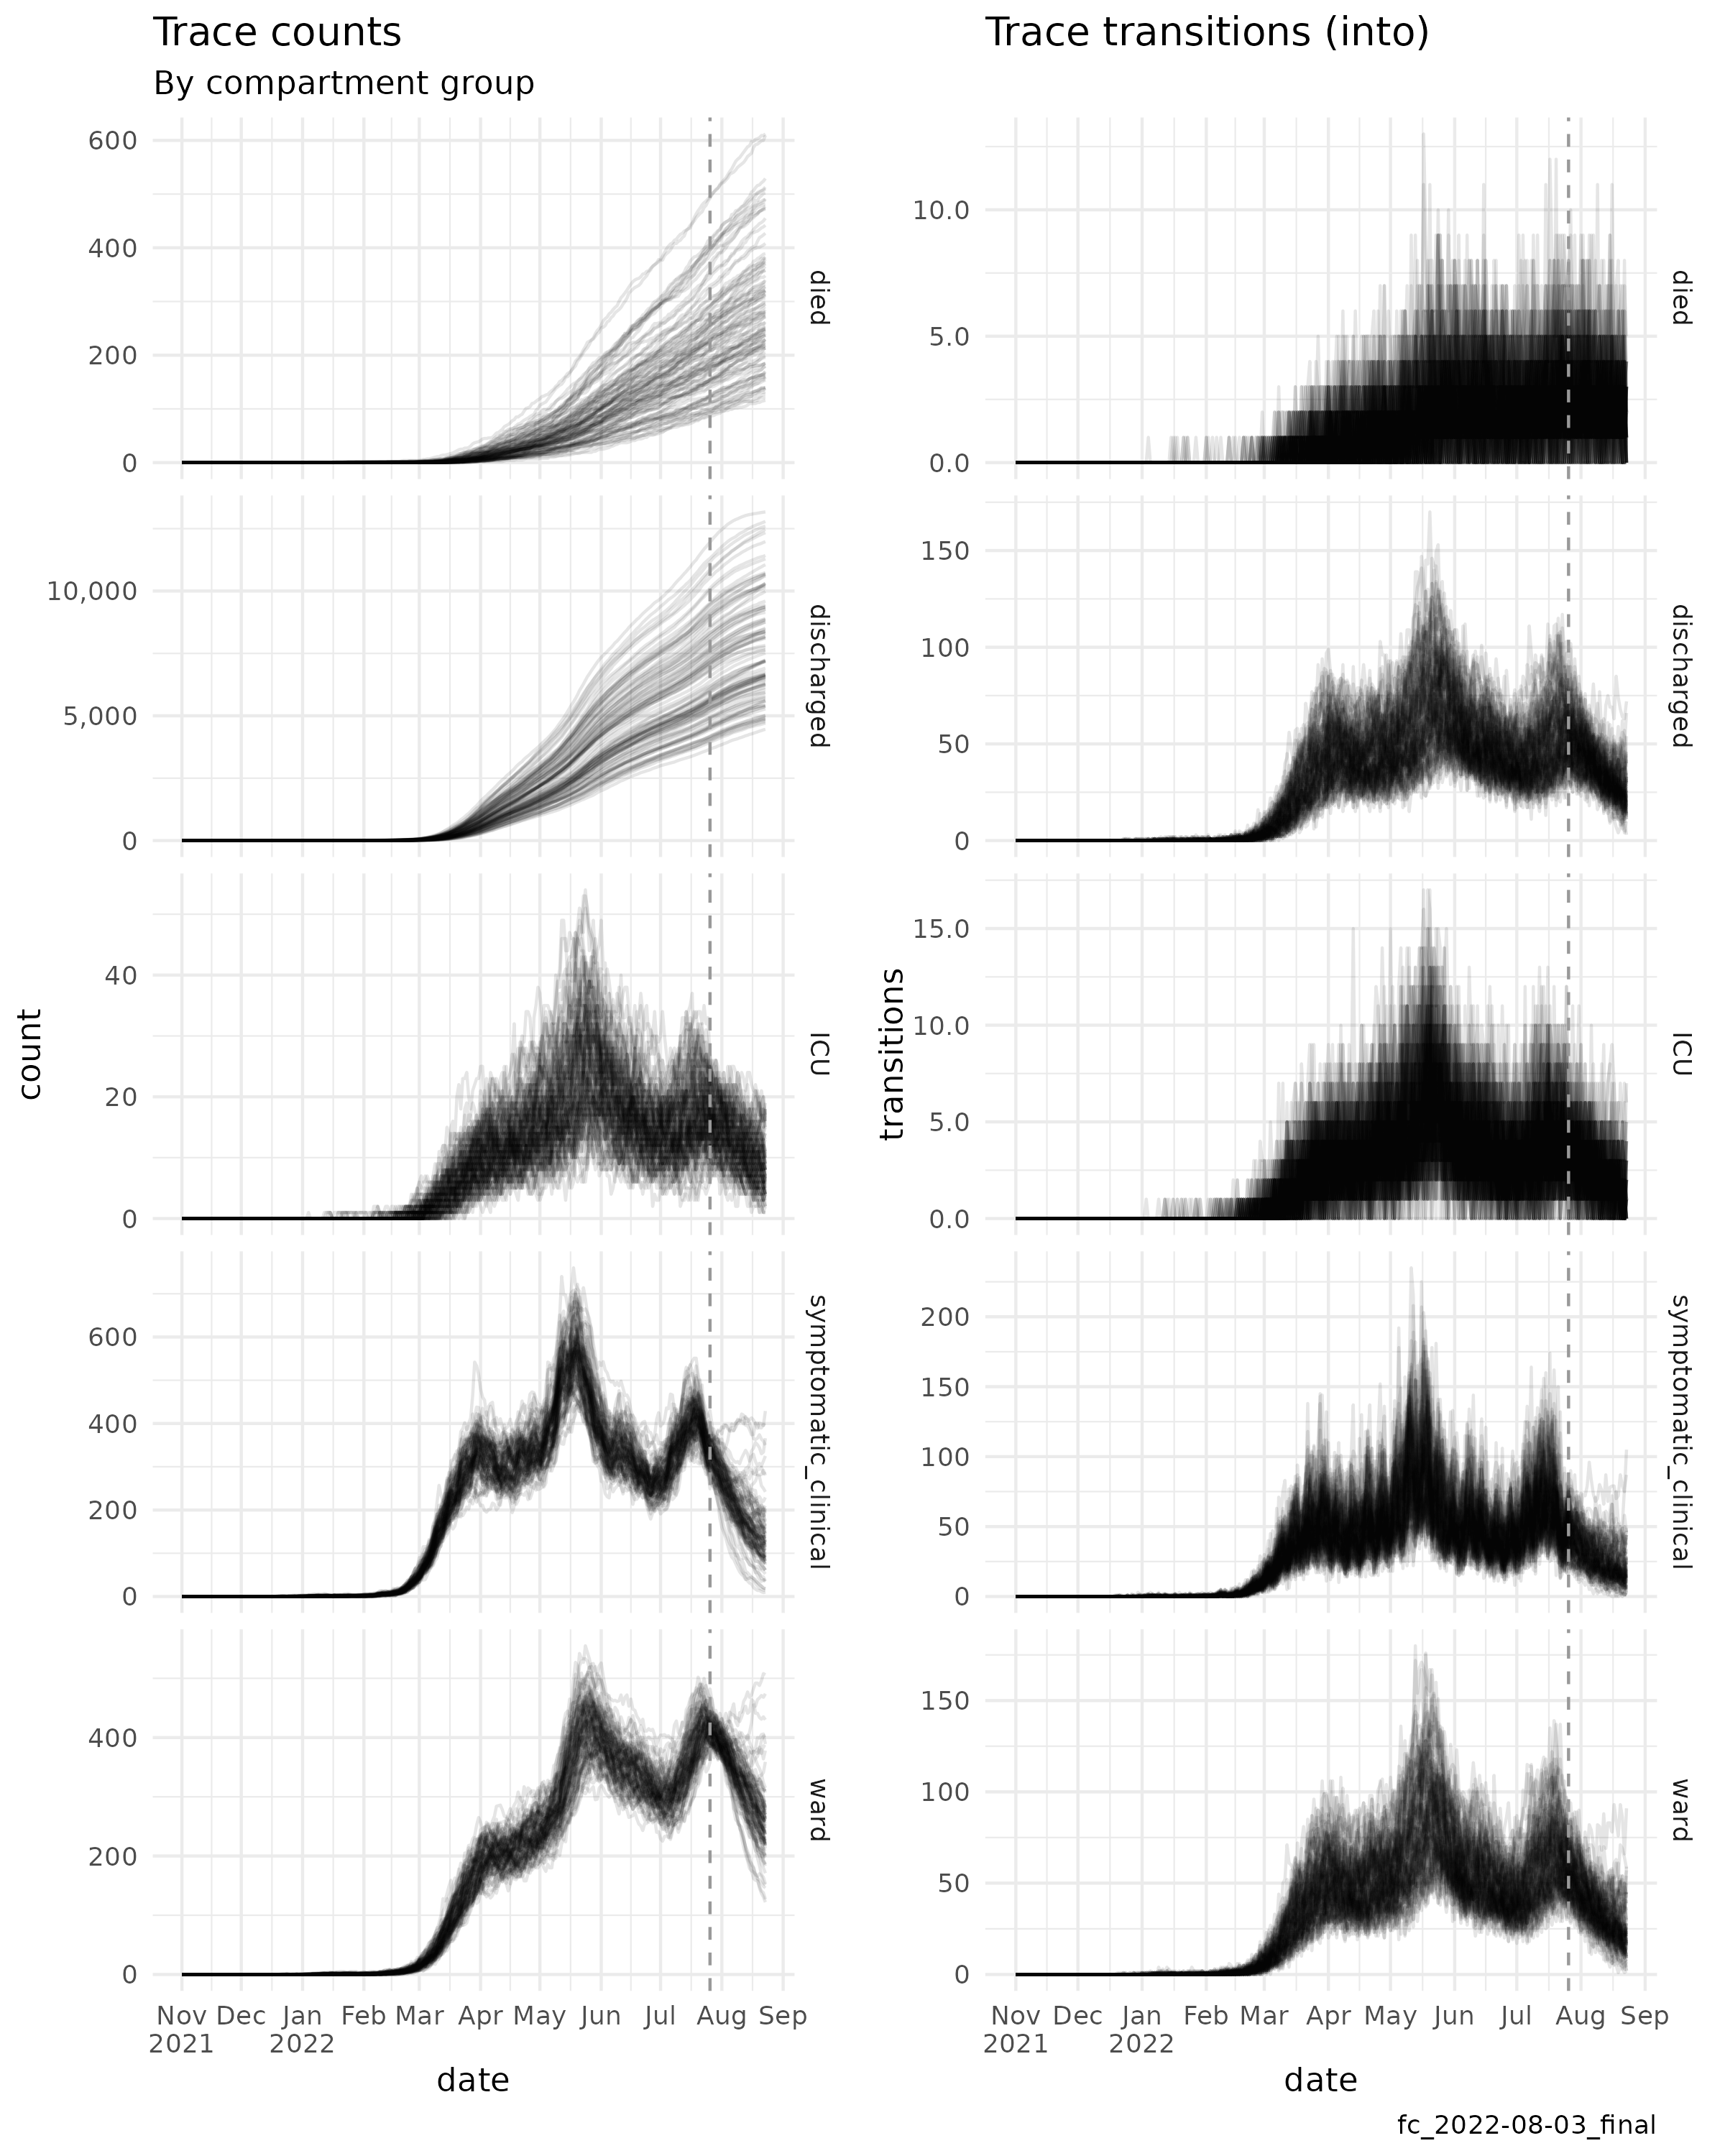 Trace counts
By compartment group
count
600
400
200
0
died
10,000
5,000
0
discharged
40
20
0
ICU
600
400
200
0
symptomatic_clinical
400
200
0
ward
Nov Dec Jan Feb Mar Apr May Jun Jul Aug Sep
2021 2022
date
Trace transitions (into)
transitions
10.0
5.0
0.0
died
150
100
50
0
discharged
15.0
10.0
5.0
0.0
ICU
200
150
100
50
0
symptomatic_clinical
150
100
50
0
ward
Nov Dec Jan Feb Mar Apr May Jun Jul Aug Sep
2021 2022
date
fc_2022-08-03_final